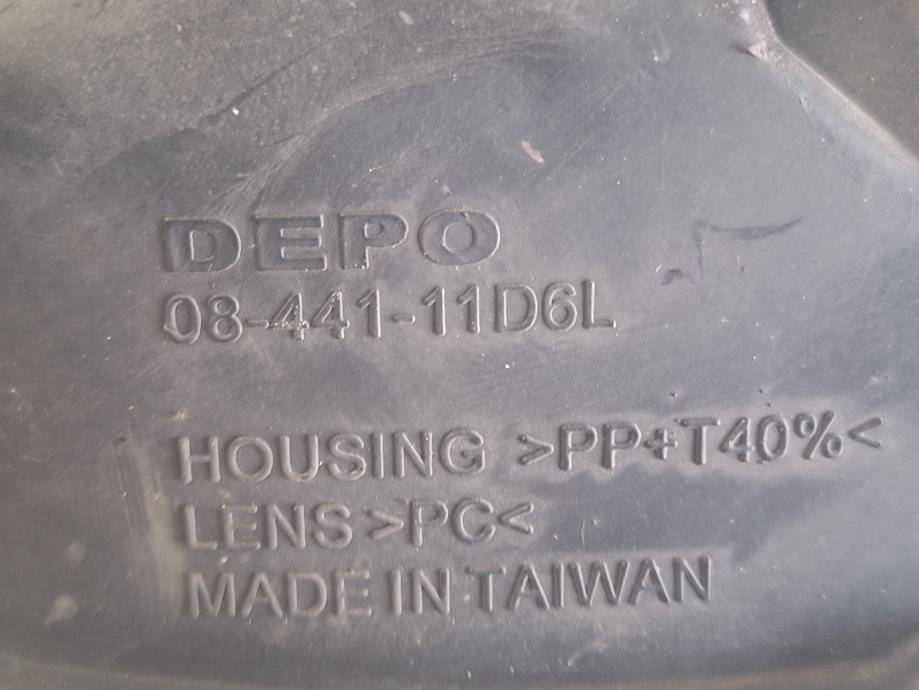 DEPO
08-441-11D6L
HOUSING >PP+T40%<
LENS >PC<
MADE IN TAIWAN